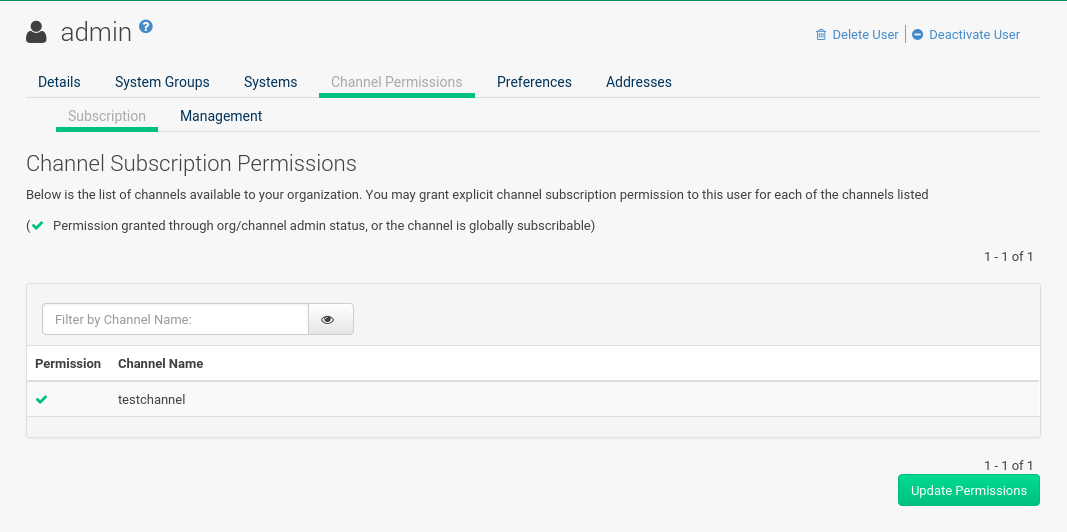 admin ?
Delete User | Deactivate User
Details System Groups Systems Channel Permissions Preferences Addresses
Subscription Management
Channel Subscription Permissions
Below is the list of channels available to your organization. You may grant explicit channel subscription permission to this user for each of the channels listed
(✔ Permission granted through org/channel admin status, or the channel is globally subscribable)
1 - 1 of 1
Filter by Channel Name:
Permission Channel Name
✔ testchannel
1 - 1 of 1
Update Permissions